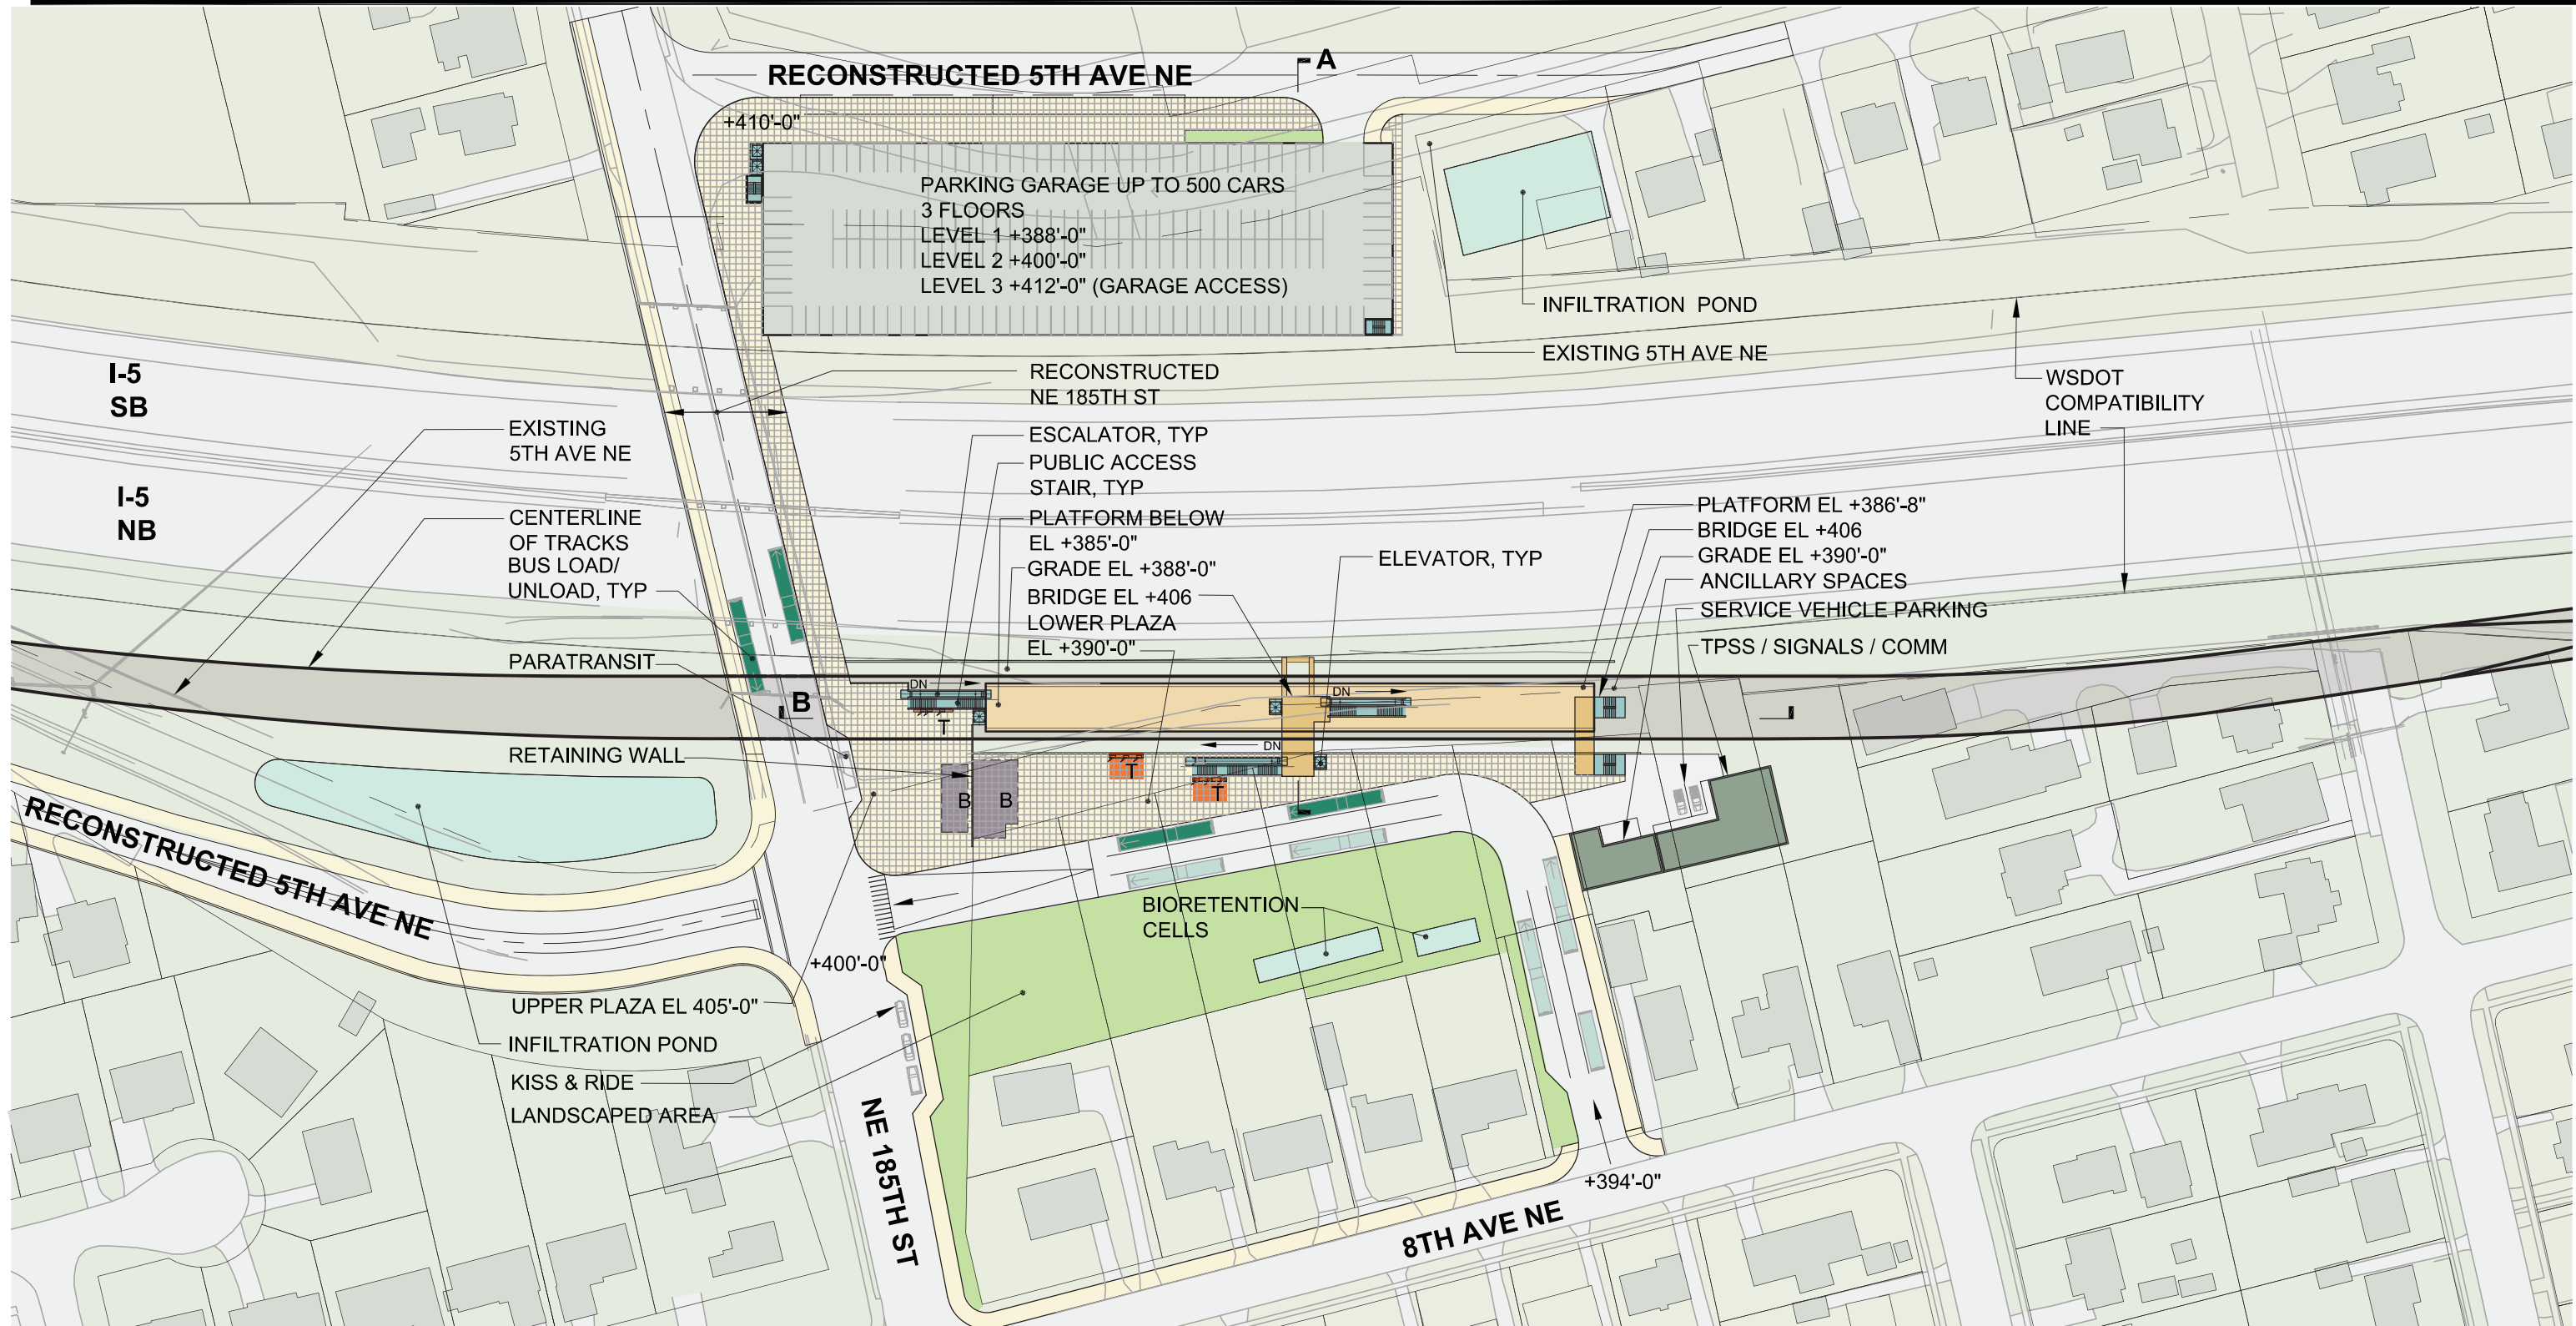 RECONSTRUCTED 5TH AVE NE
A
+410'-0"
PARKING GARAGE UP TO 500 CARS
3 FLOORS
LEVEL 1 +388'-0"
LEVEL 2 +400'-0"
LEVEL 3 +412'-0" (GARAGE ACCESS)
INFILTRATION POND
EXISTING 5TH AVE NE
WSDOT
COMPATIBILITY
LINE
I-5
SB
I-5
NB
RECONSTRUCTED
NE 185TH ST
EXISTING
5TH AVE NE
ESCALATOR, TYP
PUBLIC ACCESS
STAIR, TYP
CENTERLINE
OF TRACKS
BUS LOAD/
UNLOAD, TYP
PLATFORM BELOW
EL +385'-0"
GRADE EL +388'-0"
BRIDGE EL +406
LOWER PLAZA
EL +390'-0"
ELEVATOR, TYP
PLATFORM EL +386'-8"
BRIDGE EL +406
GRADE EL +390'-0"
ANCILLARY SPACES
SERVICE VEHICLE PARKING
TPSS / SIGNALS / COMM
PARATRANSIT
DN
DN
B
T
DN
RETAINING WALL
T
T
B
B
RECONSTRUCTED 5TH AVE NE
BIORETENTION
CELLS
+400'-0"
UPPER PLAZA EL 405'-0"
INFILTRATION POND
KISS & RIDE
LANDSCAPED AREA
NE 185TH ST
+394'-0"
8TH AVE NE